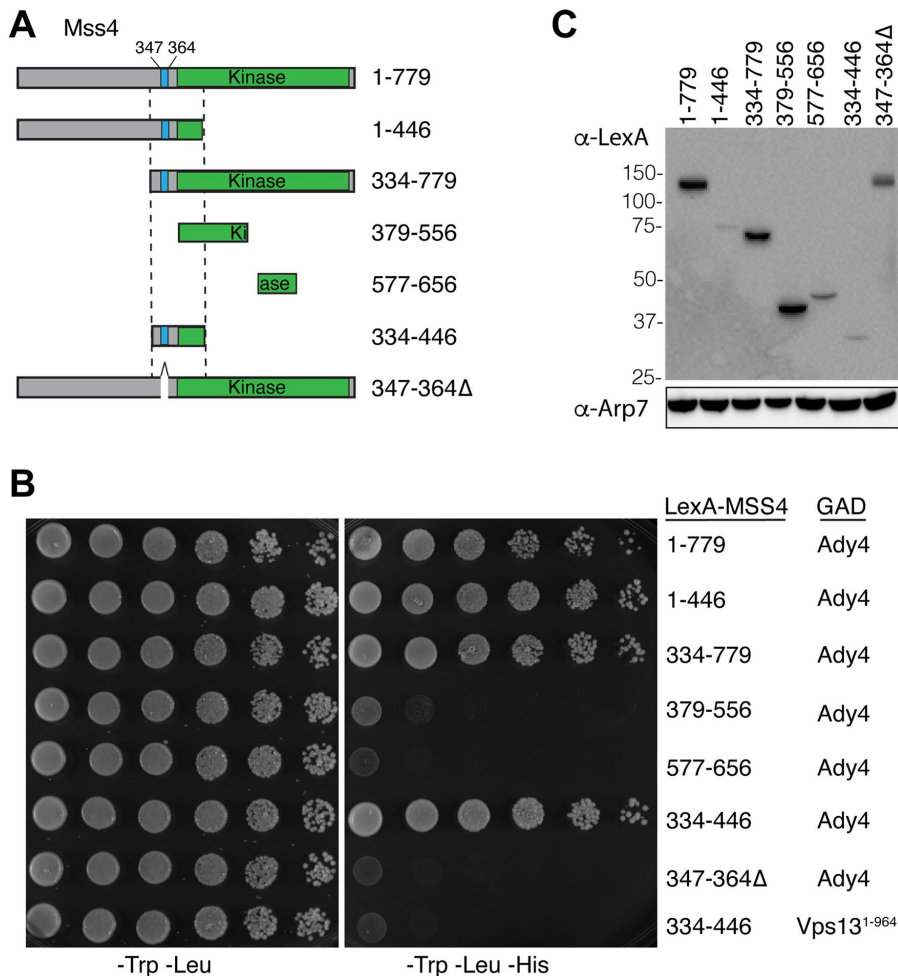 A
Mss4
347 364
Kinase 1-779
1-446
Kinase 334-779
Ki 379-556
ase 577-656
334-446
Kinase 347-364Δ
C
1-779
1-446
334-779
379-556
577-656
334-446
347-364Δ
α-LexA
150-
100-
75-
50-
37-
25-
α-Arp7
B
LexA-MSS4 GAD
1-779 Ady4
1-446 Ady4
334-779 Ady4
379-556 Ady4
577-656 Ady4
334-446 Ady4
347-364Δ Ady4
334-446 Vps13¹⁻⁹⁶⁴
-Trp -Leu
-Trp -Leu -His